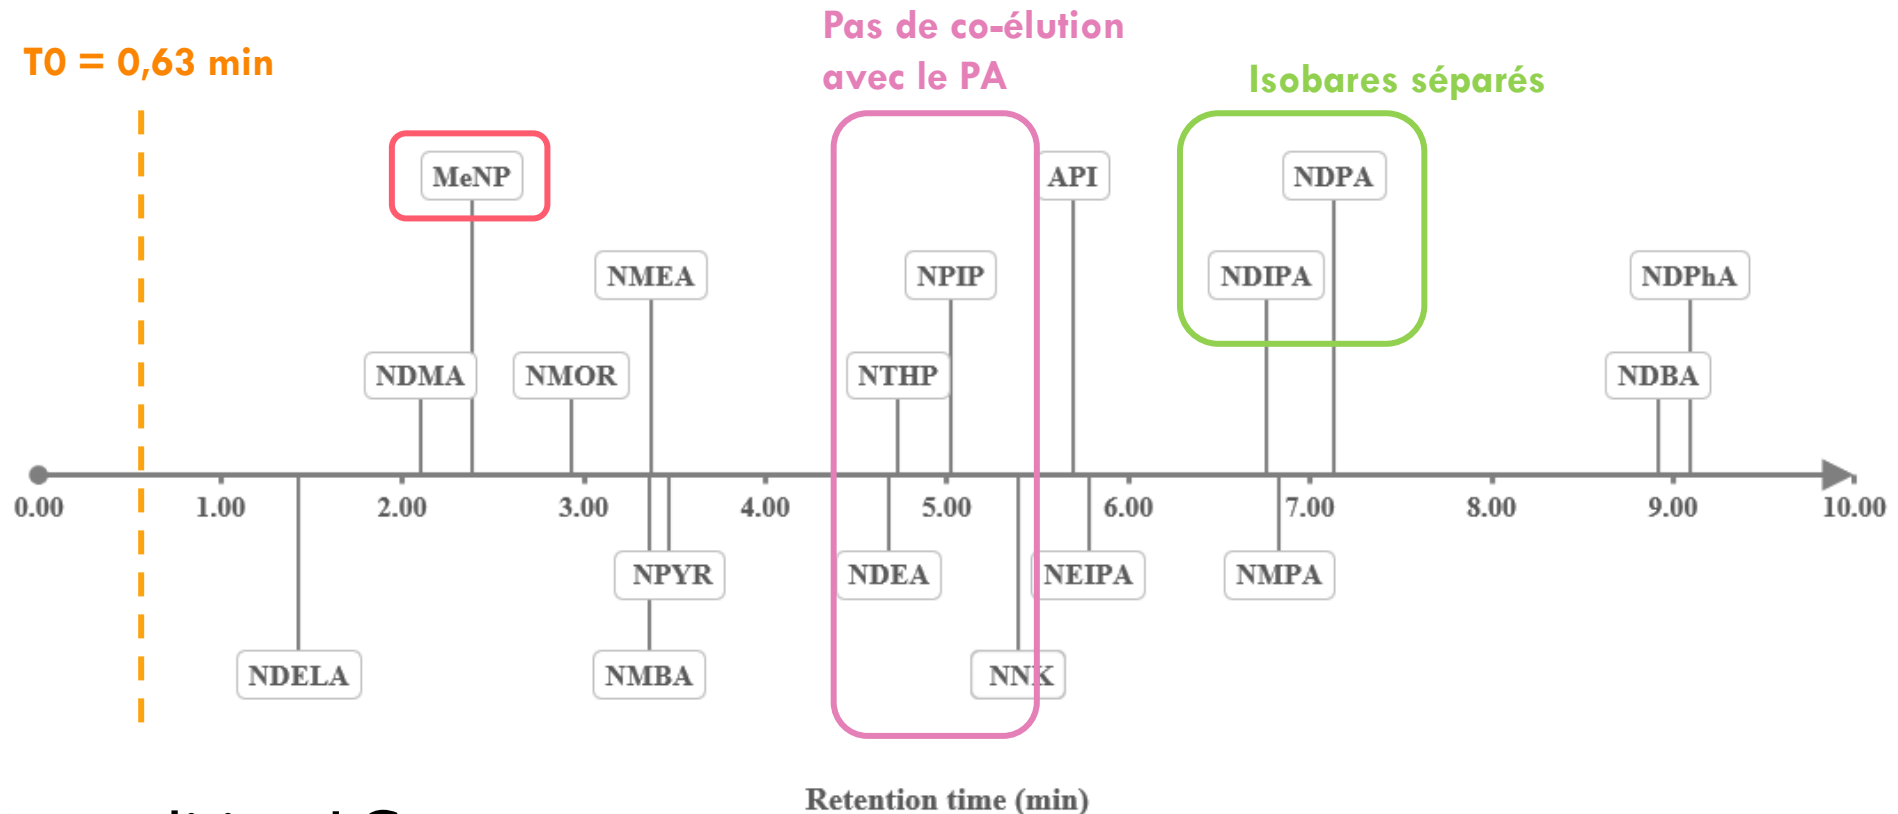 Pas de co-élution
avec le PA
T0 = 0,63 min
Isobares séparés
MeNP
API
NDPA
NMEA
NPIP
NDIPA
NDPhA
NDMA
NMOR
NTHP
NDBA
0.00 1.00 2.00 3.00 4.00 5.00 6.00 7.00 8.00 9.00 10.00
NPYR
NDEA
NEIPA
NMPA
NDELA
NMBA
NNK
Retention time (min)